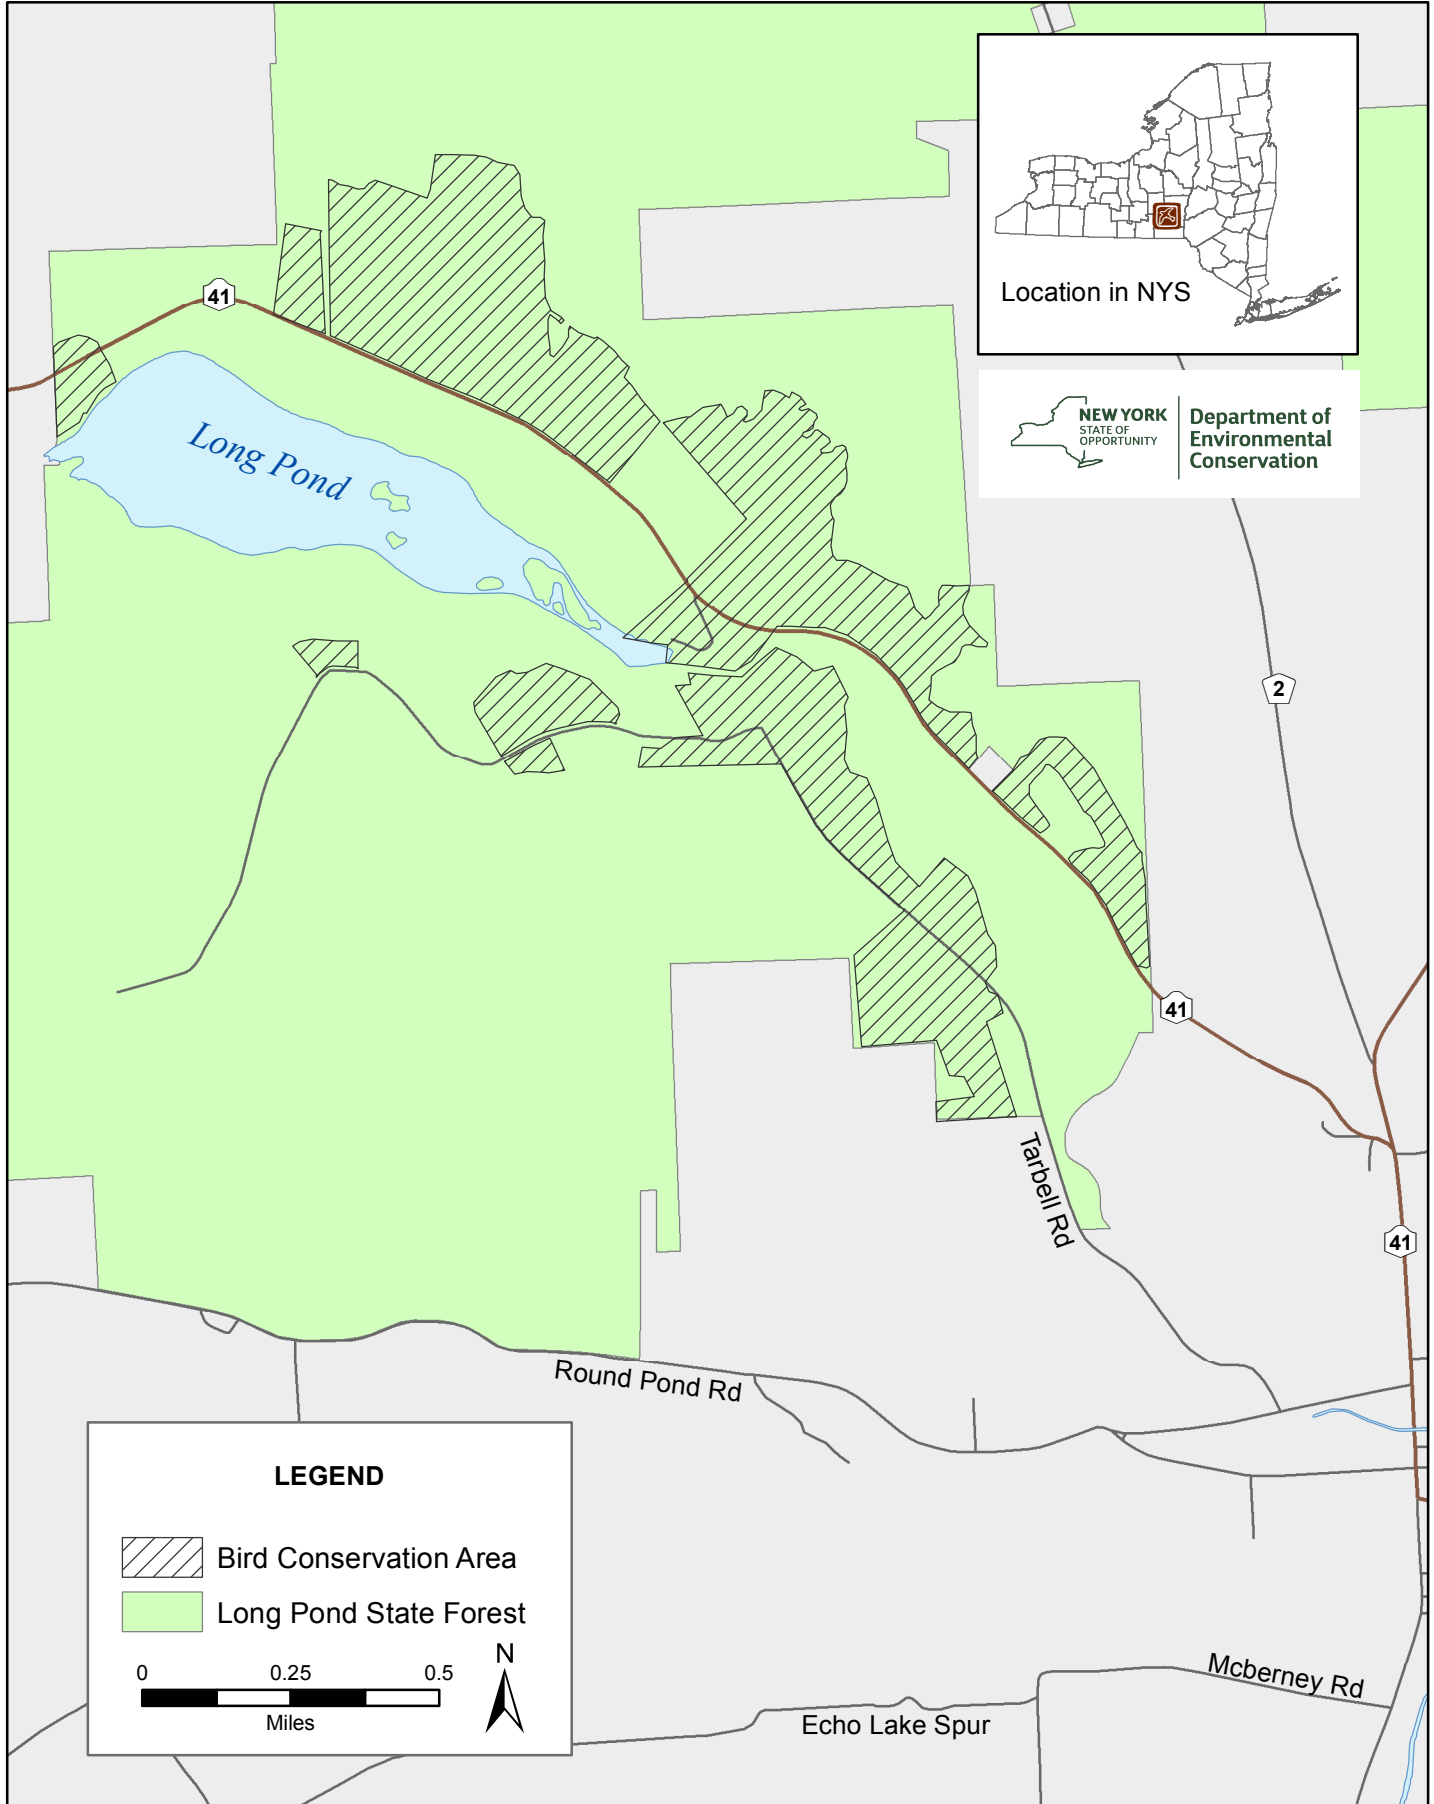 Location in NYS
NEW YORK
STATE OF
OPPORTUNITY
Department of
Environmental
Conservation
41
Long Pond
2
41
Tarbell Rd
41
Round Pond Rd
LEGEND
Bird Conservation Area
Long Pond State Forest
N
0 0.25 0.5
Miles
Mcberney Rd
Echo Lake Spur